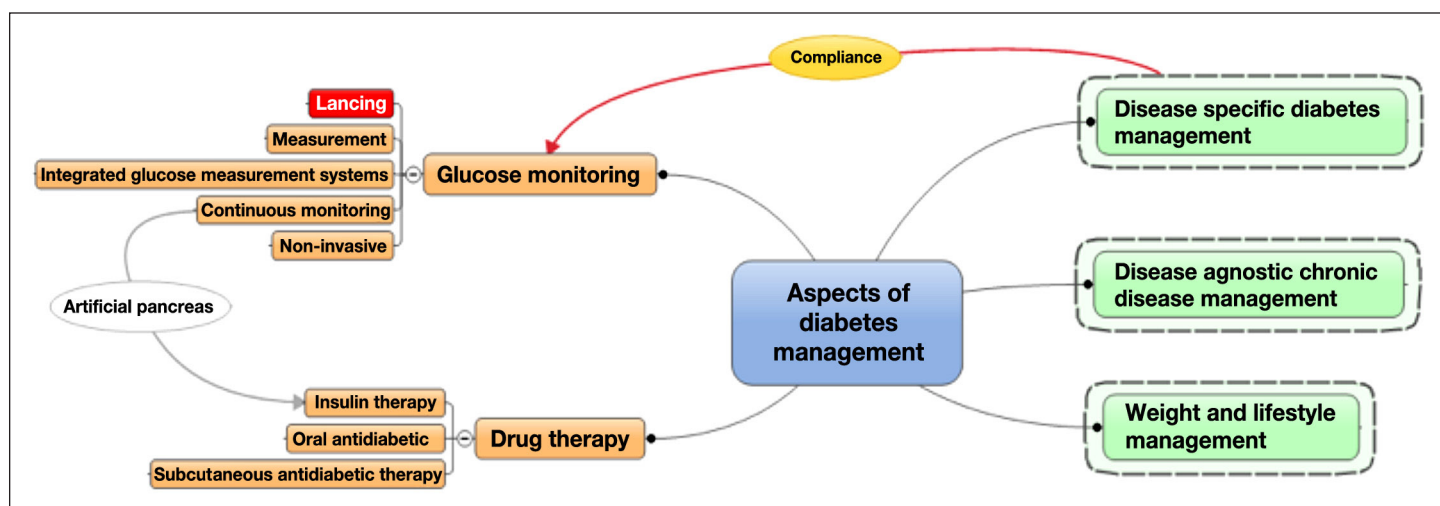 Compliance
Lancing
Measurement
Integrated glucose measurement systems
Continuous monitoring
Non-invasive
Glucose monitoring
Artificial pancreas
Insulin therapy
Oral antidiabetic
Subcutaneous antidiabetic therapy
Drug therapy
Aspects of
diabetes
management
Disease specific diabetes
management
Disease agnostic chronic
disease management
Weight and lifestyle
management